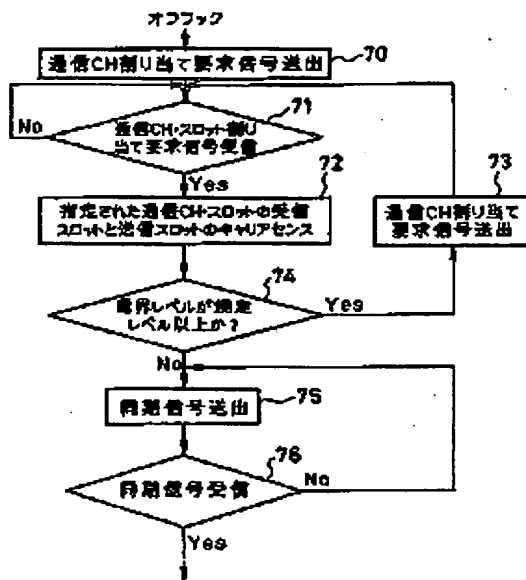 オフフック
通信CH割り当て要求信号送出
70
71
No
通信CH・スロット割り
当て要求信号受信
Yes
72
指定された通信CH・スロットの受信
スロットと送信スロットのキャリアセンス
73
通信CH割り当て
要求信号送出
74
電界レベルが規定
レベル以上か?
Yes
No
同期信号送出
75
76
同期信号受信
No
Yes